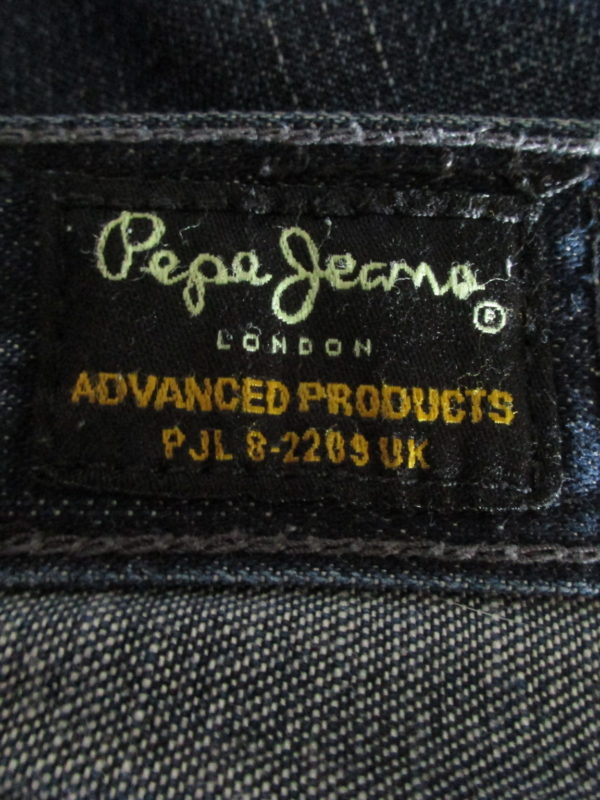 Pepe Jeans®
LONDON
ADVANCED PRODUCTS
PJL 8-2209 UK